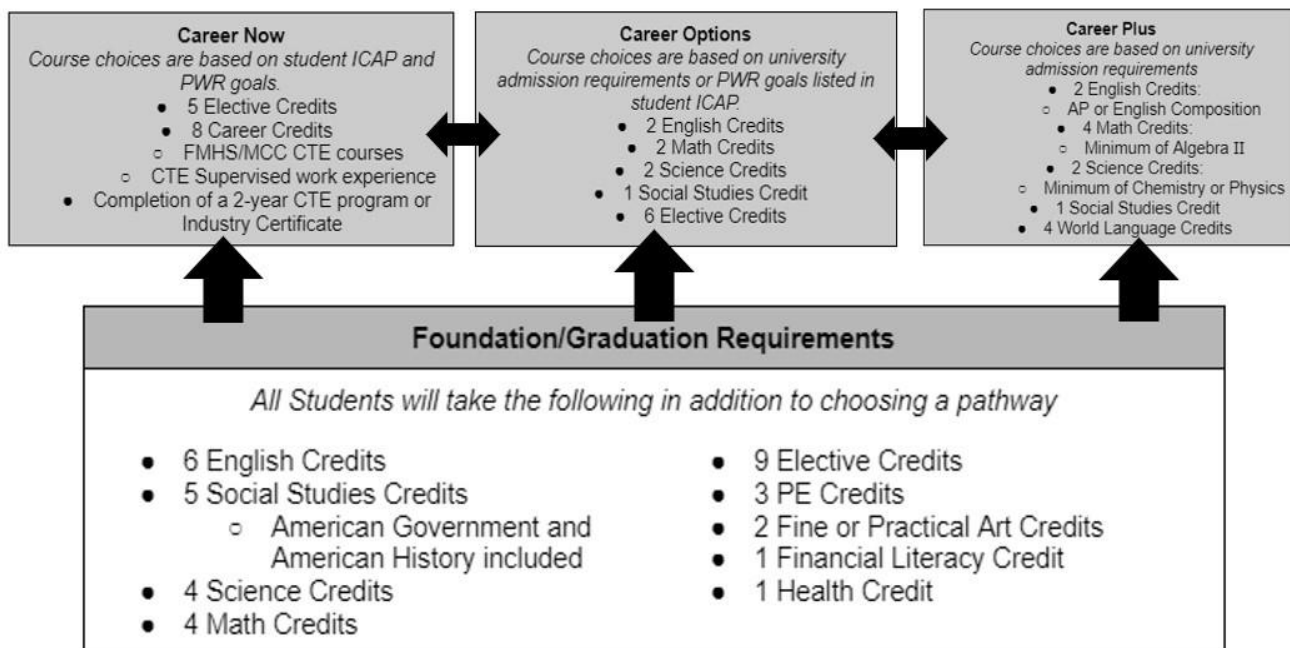 Career Now
Course choices are based on student ICAP and
PWR goals.
● 5 Elective Credits
● 8 Career Credits
○ FMHS/MCC CTE courses
○ CTE Supervised work experience
● Completion of a 2-year CTE program or
Industry Certificate
Career Options
Course choices are based on university
admission requirements or PWR goals listed in
student ICAP.
● 2 English Credits
● 2 Math Credits
● 2 Science Credits
● 1 Social Studies Credit
● 6 Elective Credits
Career Plus
Course choices are based on university
admission requirements
● 2 English Credits:
○ AP or English Composition
● 4 Math Credits:
○ Minimum of Algebra II
● 2 Science Credits:
○ Minimum of Chemistry or Physics
● 1 Social Studies Credit
● 4 World Language Credits
Foundation/Graduation Requirements
All Students will take the following in addition to choosing a pathway
● 6 English Credits
● 5 Social Studies Credits
○ American Government and
American History included
● 4 Science Credits
● 4 Math Credits
● 9 Elective Credits
● 3 PE Credits
● 2 Fine or Practical Art Credits
● 1 Financial Literacy Credit
● 1 Health Credit